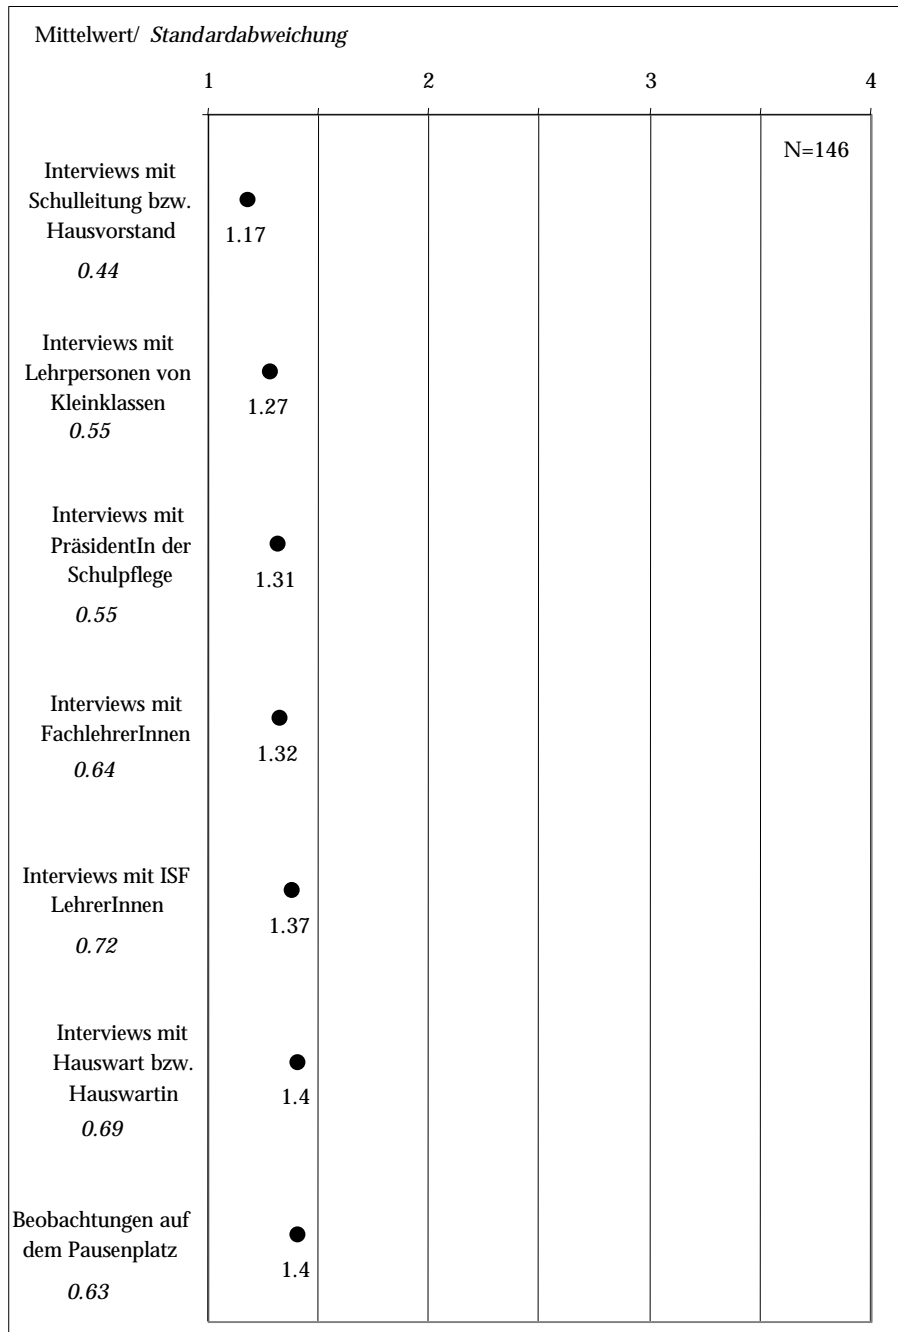 Mittelwert/ Standardabweichung
1 2 3 4
N=146
Interviews mit
Schulleitung bzw.
Hausvorstand
1.17
0.44
Interviews mit
Lehrpersonen von
Kleinklassen
1.27
0.55
Interviews mit
PräsidentIn der
Schulpflege
1.31
0.55
Interviews mit
FachlehrerInnen
1.32
0.64
Interviews mit ISF
LehrerInnen
1.37
0.72
Interviews mit
Hauswart bzw.
Hauswartin
1.4
0.69
Beobachtungen auf
dem Pausenplatz
1.4
0.63